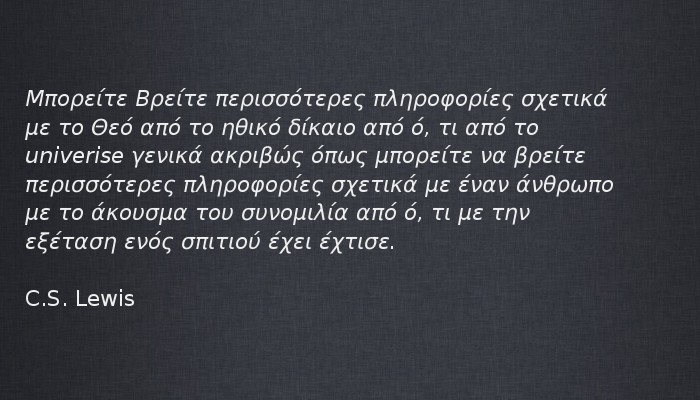 Μπορείτε Βρείτε περισσότερες πληροφορίες σχετικά
με το Θεό από το ηθικό δίκαιο από ό, τι από το
univerise γενικά ακριβώς όπως μπορείτε να βρείτε
περισσότερες πληροφορίες σχετικά με έναν άνθρωπο
με το άκουσμα του συνομιλία από ό, τι με την
εξέταση ενός σπιτιού έχει έχτισε.
C.S. Lewis